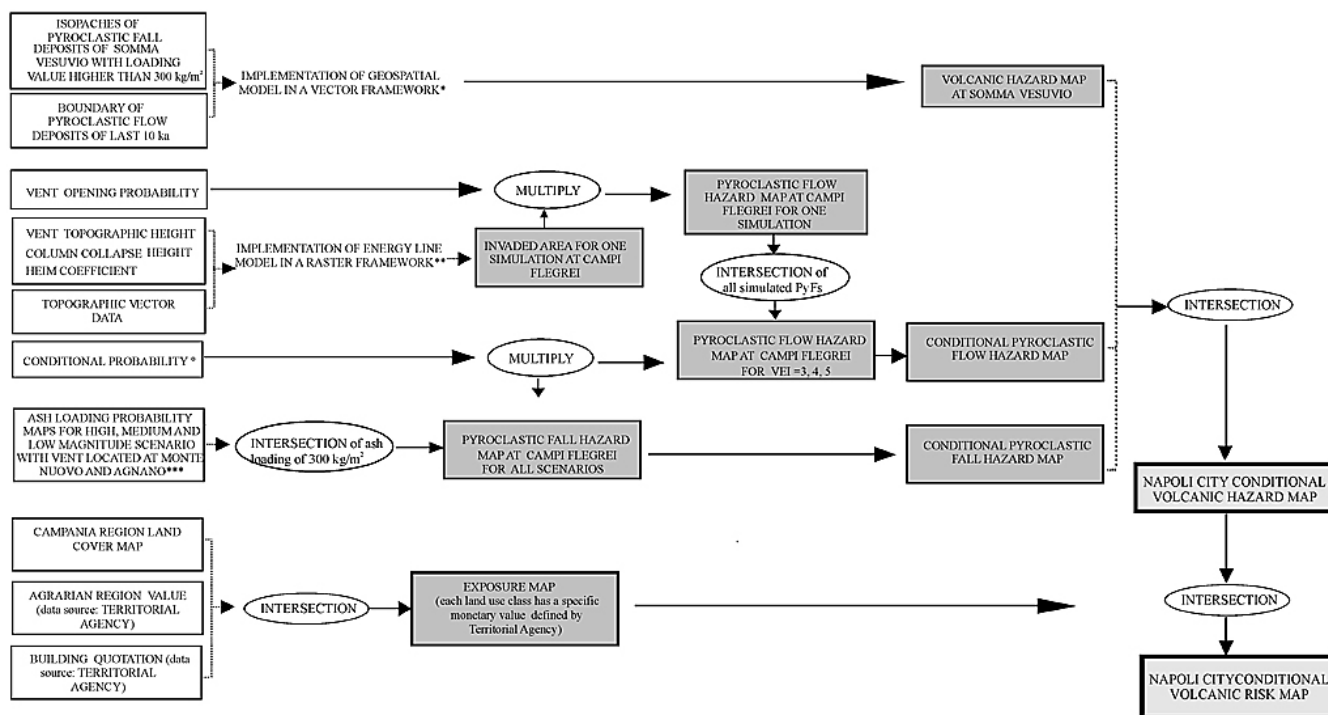 ISOPACHES OF
PYROCLASTIC FALL
DEPOSITS OF SOMMA
VESUVIO WITH LOADING
VALUE HIGHER THAN 300 kg/m²
BOUNDARY OF
PYROCLASTIC FLOW
DEPOSITS OF LAST 10 ka
IMPLEMENTATION OF GEOSPATIAL
MODEL IN A VECTOR FRAMEWORK*
VOLCANIC HAZARD MAP
AT SOMMA VESUVIO
VENT OPENING PROBABILITY
MULTIPLY
PYROCLASTIC FLOW
HAZARD MAP AT CAMPI
FLEGREI FOR ONE
SIMULATION
VENT TOPOGRAPHIC HEIGHT
COLUMN COLLAPSE HEIGHT
HEIM COEFFICIENT
TOPOGRAPHIC VECTOR
DATA
IMPLEMENTATION OF ENERGY LINE
MODEL IN A RASTER FRAMEWORK**
INVADED AREA FOR ONE
SIMULATION AT CAMPI
FLEGREI
INTERSECTION of
all simulated PyFs
INTERSECTION
CONDITIONAL PROBABILITY *
MULTIPLY
PYROCLASTIC FLOW HAZARD
MAP AT CAMPI FLEGREI
FOR VEI =3, 4, 5
CONDITIONAL PYROCLASTIC
FLOW HAZARD MAP
ASH LOADING PROBABILITY
MAPS FOR HIGH, MEDIUM AND
LOW MAGNITUDE SCENARIO
WITH VENT LOCATED AT MONTE
NUOVO AND AGNANO***
INTERSECTION of ash
loading of 300 kg/m²
PYROCLASTIC FALL HAZARD
MAP AT CAMPI FLEGREI
FOR ALL SCENARIOS
CONDITIONAL PYROCLASTIC
FALL HAZARD MAP
NAPOLI CITY CONDITIONAL
VOLCANIC HAZARD MAP
CAMPANIA REGION LAND
COVER MAP
AGRARIAN REGION VALUE
(data source: TERRITORIAL
AGENCY)
BUILDING QUOTATION (data
source: TERRITORIAL
AGENCY)
INTERSECTION
EXPOSURE MAP
(each land use class has a specific
monetary value defined by
Territorial Agency)
INTERSECTION
NAPOLI CITYCONDITIONAL
VOLCANIC RISK MAP